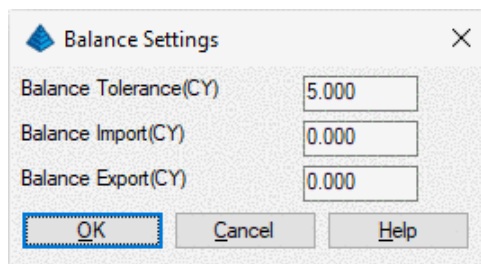 Balance Settings
Balance Tolerance(CY) 5.000
Balance Import(CY) 0.000
Balance Export(CY) 0.000
OK Cancel Help